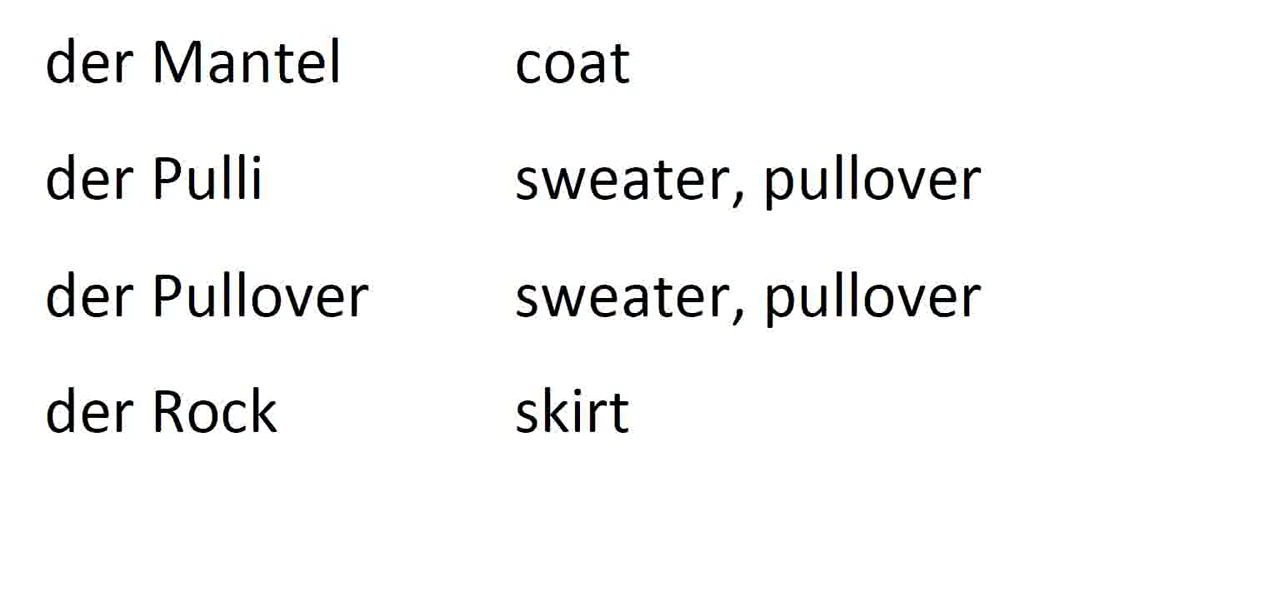 der Mantel coat
der Pulli sweater, pullover
der Pullover sweater, pullover
der Rock skirt